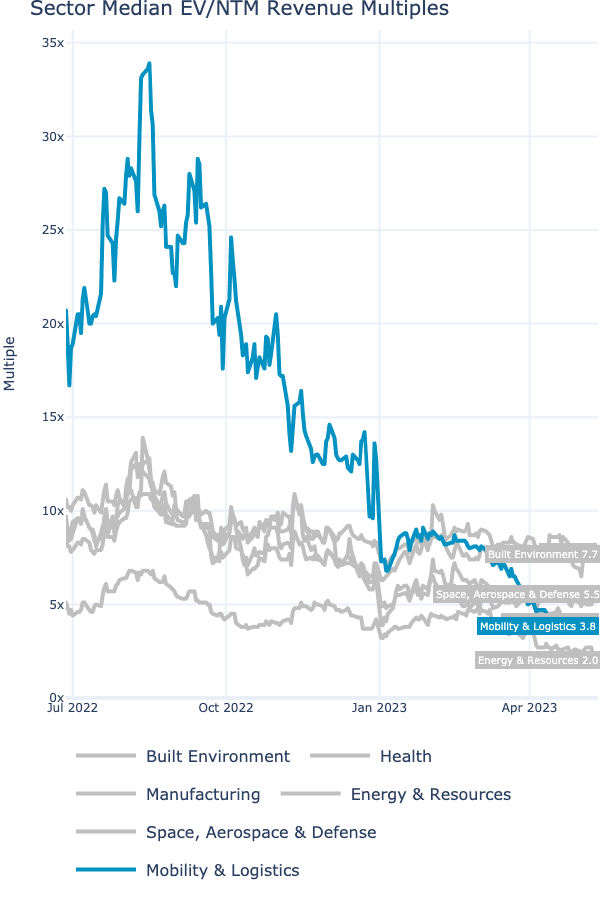 Sector Median EV/NTM Revenue Multiples
35x
30x
25x
20x
15x
10x
5x
0x
Multiple
Jul 2022 Oct 2022 Jan 2023 Apr 2023
Built Environment 7.7
Space, Aerospace & Defense 5.5
Mobility & Logistics 3.8
Energy & Resources 2.0
Built Environment Health
Manufacturing Energy & Resources
Space, Aerospace & Defense
Mobility & Logistics